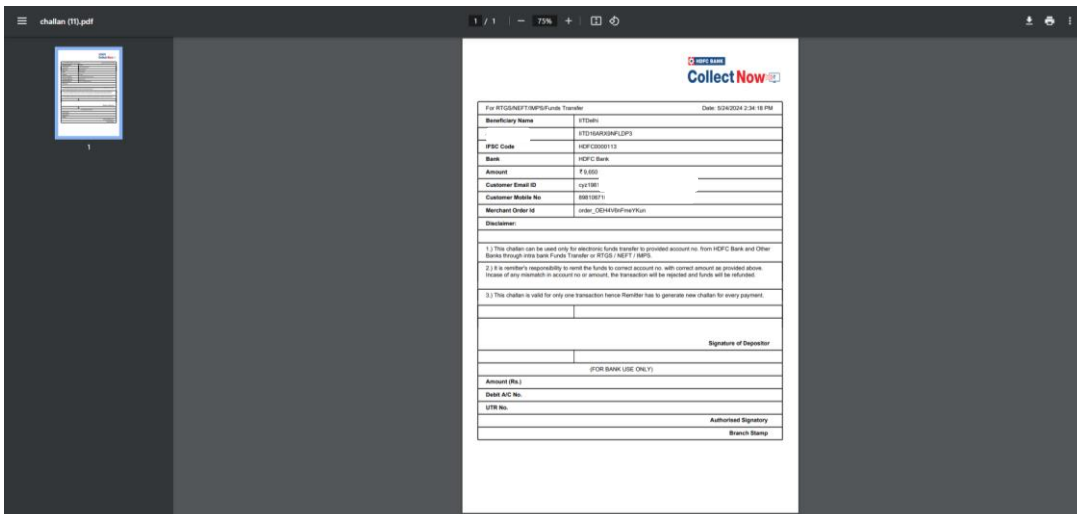 challan (11).pdf
1 / 1
75%
1
HDFC BANK
Collect Now
For RTGS/NEFT/IMPS/Funds Transfer Date: 5/24/2024 2:34:18 PM
Beneficiary Name IITDelhi
IFSC Code HDFC0000113
Bank HDFC Bank
Amount ₹ 9,650
Customer Email ID cyz1981
Customer Mobile No
Merchant Order Id
Disclaimer:
1.) This challan can be used only for electronic funds transfer to provided account no. from HDFC Bank and Other
Banks through intra bank Funds Transfer or RTGS / NEFT / IMPS.
2.) It is remitter's responsibility to remit the funds to correct account no. with correct amount as provided above.
Incase of any mismatch in account no or amount, the transaction will be rejected and funds will be refunded.
3.) This challan is valid for only one transaction hence Remitter has to generate new challan for every payment.
Signature of Depositor
(FOR BANK USE ONLY)
Amount (Rs.)
Debit A/C No.
UTR No.
Authorised Signatory
Branch Stamp